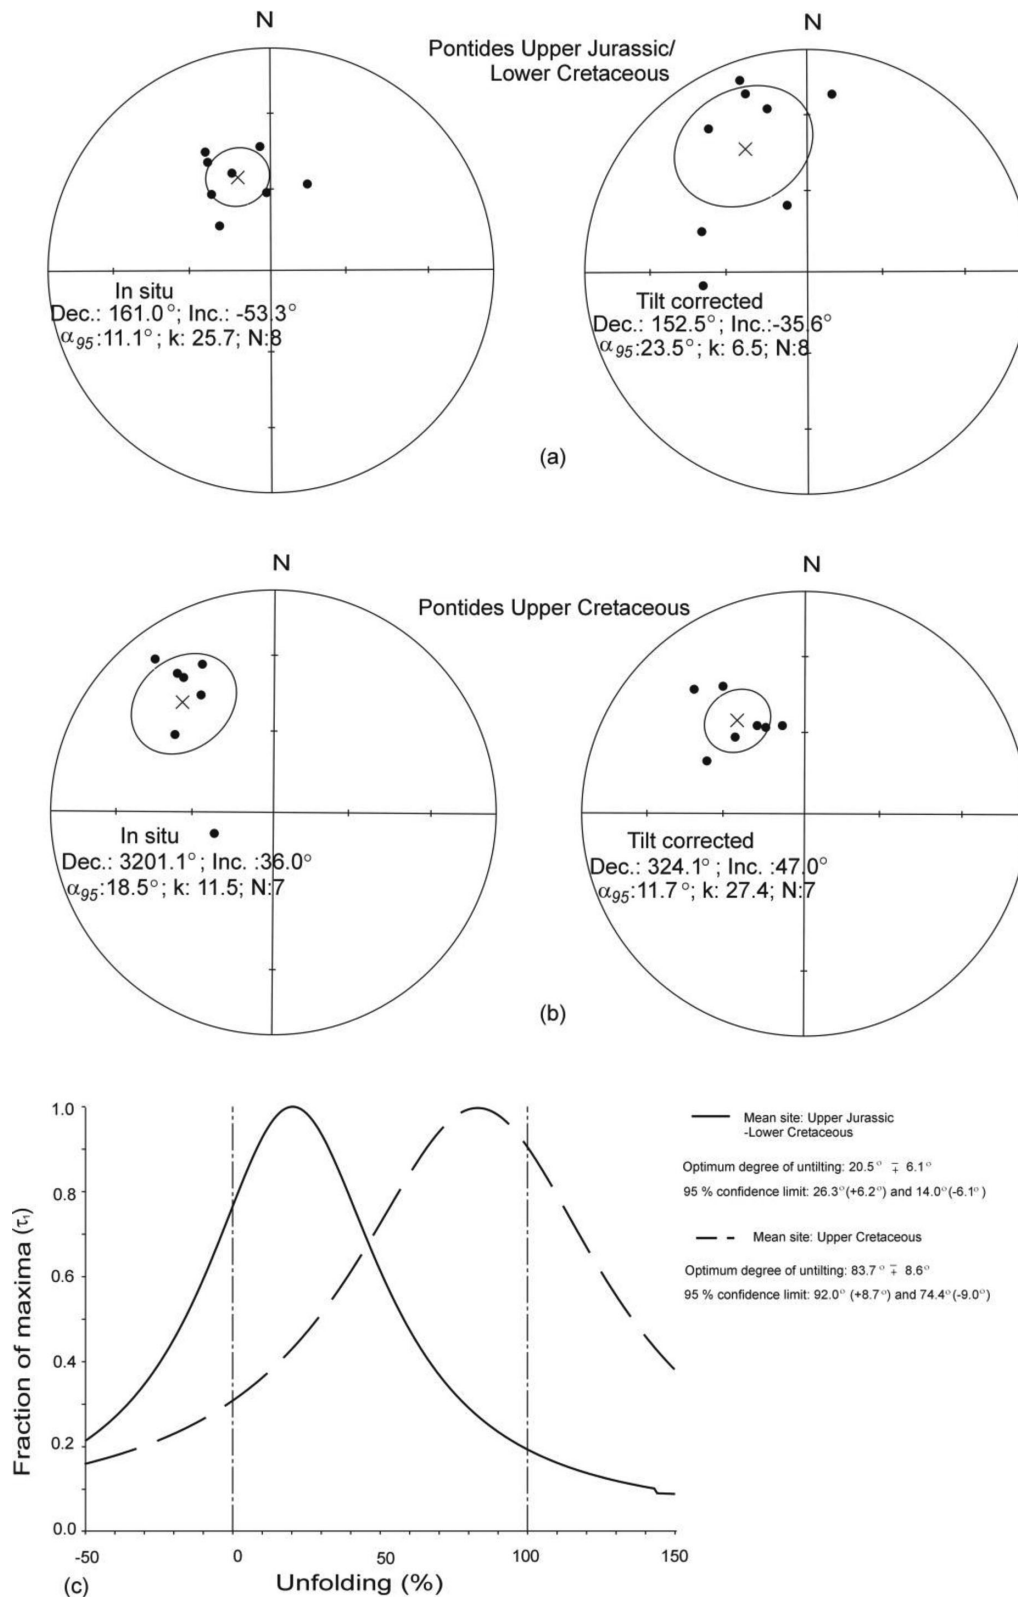 N
N
Pontides Upper Jurassic/
Lower Cretaceous
In situ
Dec.: 161.0°; Inc.: -53.3°
α95:11.1°; k: 25.7; N:8
Tilt corrected
Dec.: 152.5°; Inc.:-35.6°
α95:23.5°; k: 6.5; N:8
(a)
N
N
Pontides Upper Cretaceous
In situ
Dec.: 3201.1°; Inc. :36.0°
α95:18.5°; k: 11.5; N:7
Tilt corrected
Dec.: 324.1°; Inc. :47.0°
α95:11.7°; k: 27.4; N:7
(b)
Fraction of maxima (τ1)
1.0
0.8
0.6
0.4
0.2
0.0
-50
0
50
100
150
Unfolding (%)
(c)
Mean site: Upper Jurassic
-Lower Cretaceous
Optimum degree of untilting: 20.5° ∓ 6.1°
95 % confidence limit: 26.3°(+6.2°) and 14.0°(-6.1°)
Mean site: Upper Cretaceous
Optimum degree of untilting: 83.7° ∓ 8.6°
95 % confidence limit: 92.0° (+8.7°) and 74.4°(-9.0°)